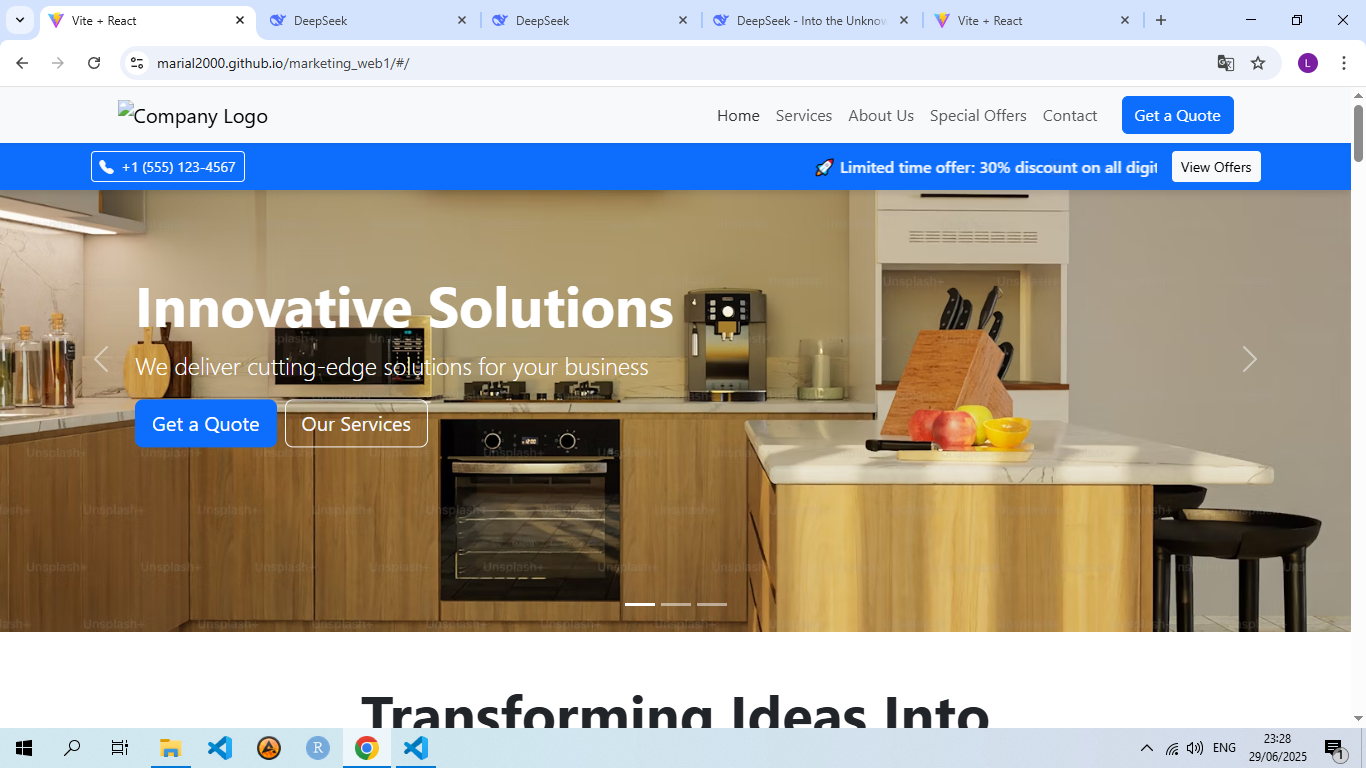 Vite + React
DeepSeek
DeepSeek
DeepSeek - Into the Unknow
Vite + React
marial2000.github.io/marketing_web1/#/
L
Company Logo
Home Services About Us Special Offers Contact Get a Quote
+1 (555) 123-4567
🚀 Limited time offer: 30% discount on all digit
View Offers
Innovative Solutions
We deliver cutting-edge solutions for your business
Get a Quote
Our Services
Unsplash+
Transforming Ideas Into
R
ENG
23:28
29/06/2025
1